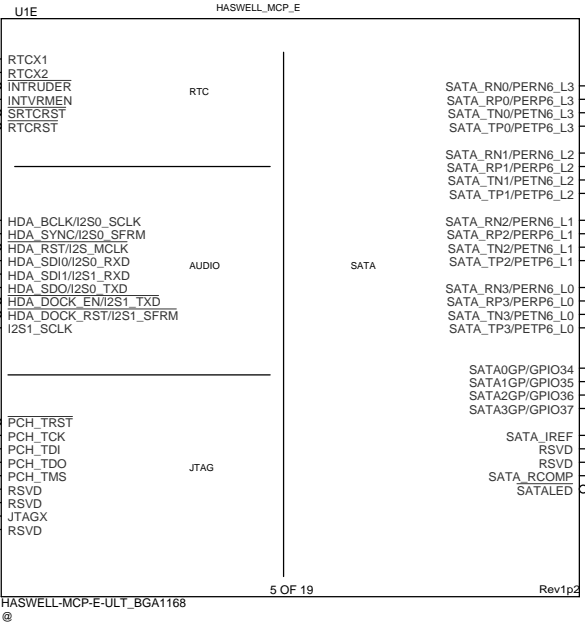 U1E
HASWELL_MCP_E
RTCX1
RTCX2
INTRUDER
INTVRMEN
SRTCRST
RTCRST
RTC
HDA_BCLK/I2S0_SCLK
HDA_SYNC/I2S0_SFRM
HDA_RST/I2S_MCLK
HDA_SDI0/I2S0_RXD
HDA_SDI1/I2S1_RXD
HDA_SDO/I2S0_TXD
HDA_DOCK_EN/I2S1_TXD
HDA_DOCK_RST/I2S1_SFRM
I2S1_SCLK
AUDIO
PCH_TRST
PCH_TCK
PCH_TDI
PCH_TDO
PCH_TMS
RSVD
RSVD
JTAGX
RSVD
JTAG
SATA
SATA_RN0/PERN6_L3
SATA_RP0/PERP6_L3
SATA_TN0/PETN6_L3
SATA_TP0/PETP6_L3
SATA_RN1/PERN6_L2
SATA_RP1/PERP6_L2
SATA_TN1/PETN6_L2
SATA_TP1/PETP6_L2
SATA_RN2/PERN6_L1
SATA_RP2/PERP6_L1
SATA_TN2/PETN6_L1
SATA_TP2/PETP6_L1
SATA_RN3/PERN6_L0
SATA_RP3/PERP6_L0
SATA_TN3/PETN6_L0
SATA_TP3/PETP6_L0
SATA0GP/GPIO34
SATA1GP/GPIO35
SATA2GP/GPIO36
SATA3GP/GPIO37
SATA_IREF
RSVD
RSVD
SATA_RCOMP
SATALED
5 OF 19
Rev1p2
HASWELL-MCP-E-ULT_BGA1168
@